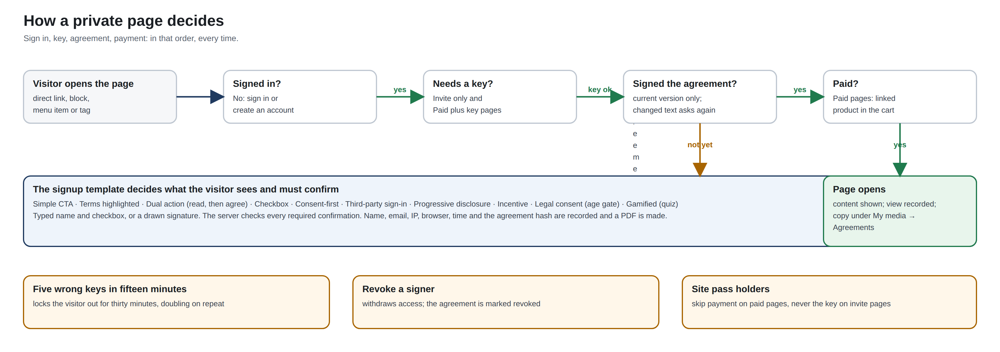 How a private page decides
Sign in, key, agreement, payment: in that order, every time.
Visitor opens the page
direct link, block,
menu item or tag
Signed in?
No: sign in or
create an account
yes
Needs a key?
Invite only and
Paid plus key pages
key ok
Signed the agreement?
current version only;
changed text asks again
yes
Paid?
Paid pages: linked
product in the cart
e
e
m
e
not yet
yes
The signup template decides what the visitor sees and must confirm
Simple CTA · Terms highlighted · Dual action (read, then agree) · Checkbox · Consent-first · Third-party sign-in · Progressive disclosure · Incentive · Legal consent (age gate) · Gamified (quiz)
Typed name and checkbox, or a drawn signature. The server checks every required confirmation. Name, email, IP, browser, time and the agreement hash are recorded and a PDF is made.
Page opens
content shown; view recorded;
copy under My media →
Agreements
Five wrong keys in fifteen minutes
locks the visitor out for thirty minutes, doubling on repeat
Revoke a signer
withdraws access; the agreement is marked revoked
Site pass holders
skip payment on paid pages, never the key on invite pages